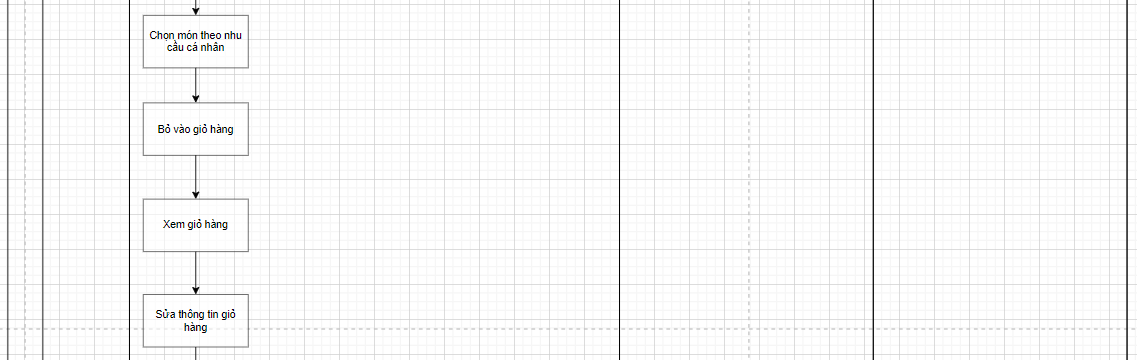 Chọn món theo nhu
cầu cá nhân
Bỏ vào giỏ hàng
Xem giỏ hàng
Sửa thông tin giỏ
hàng